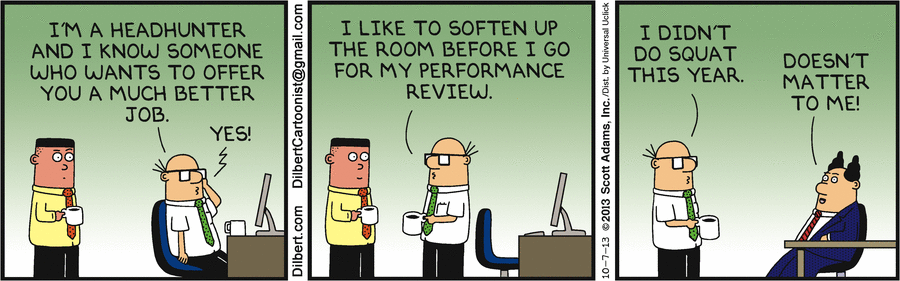 I'M A HEADHUNTER
AND I KNOW SOMEONE
WHO WANTS TO OFFER
YOU A MUCH BETTER
JOB.
YES!
Dilbert.com DilbertCartoonist@gmail.com
I LIKE TO SOFTEN UP
THE ROOM BEFORE I GO
FOR MY PERFORMANCE
REVIEW.
10-7-13 © 2013 Scott Adams, Inc. /Dist. by Universal Uclick
I DIDN'T
DO SQUAT
THIS YEAR.
DOESN'T
MATTER
TO ME!